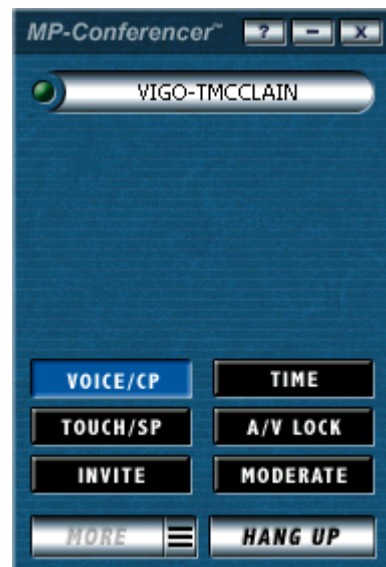 MP-Conferencer™ ? – X
VIGO-TMCCLAIN
VOICE/CP TIME
TOUCH/SP A/V LOCK
INVITE MODERATE
MORE HANG UP